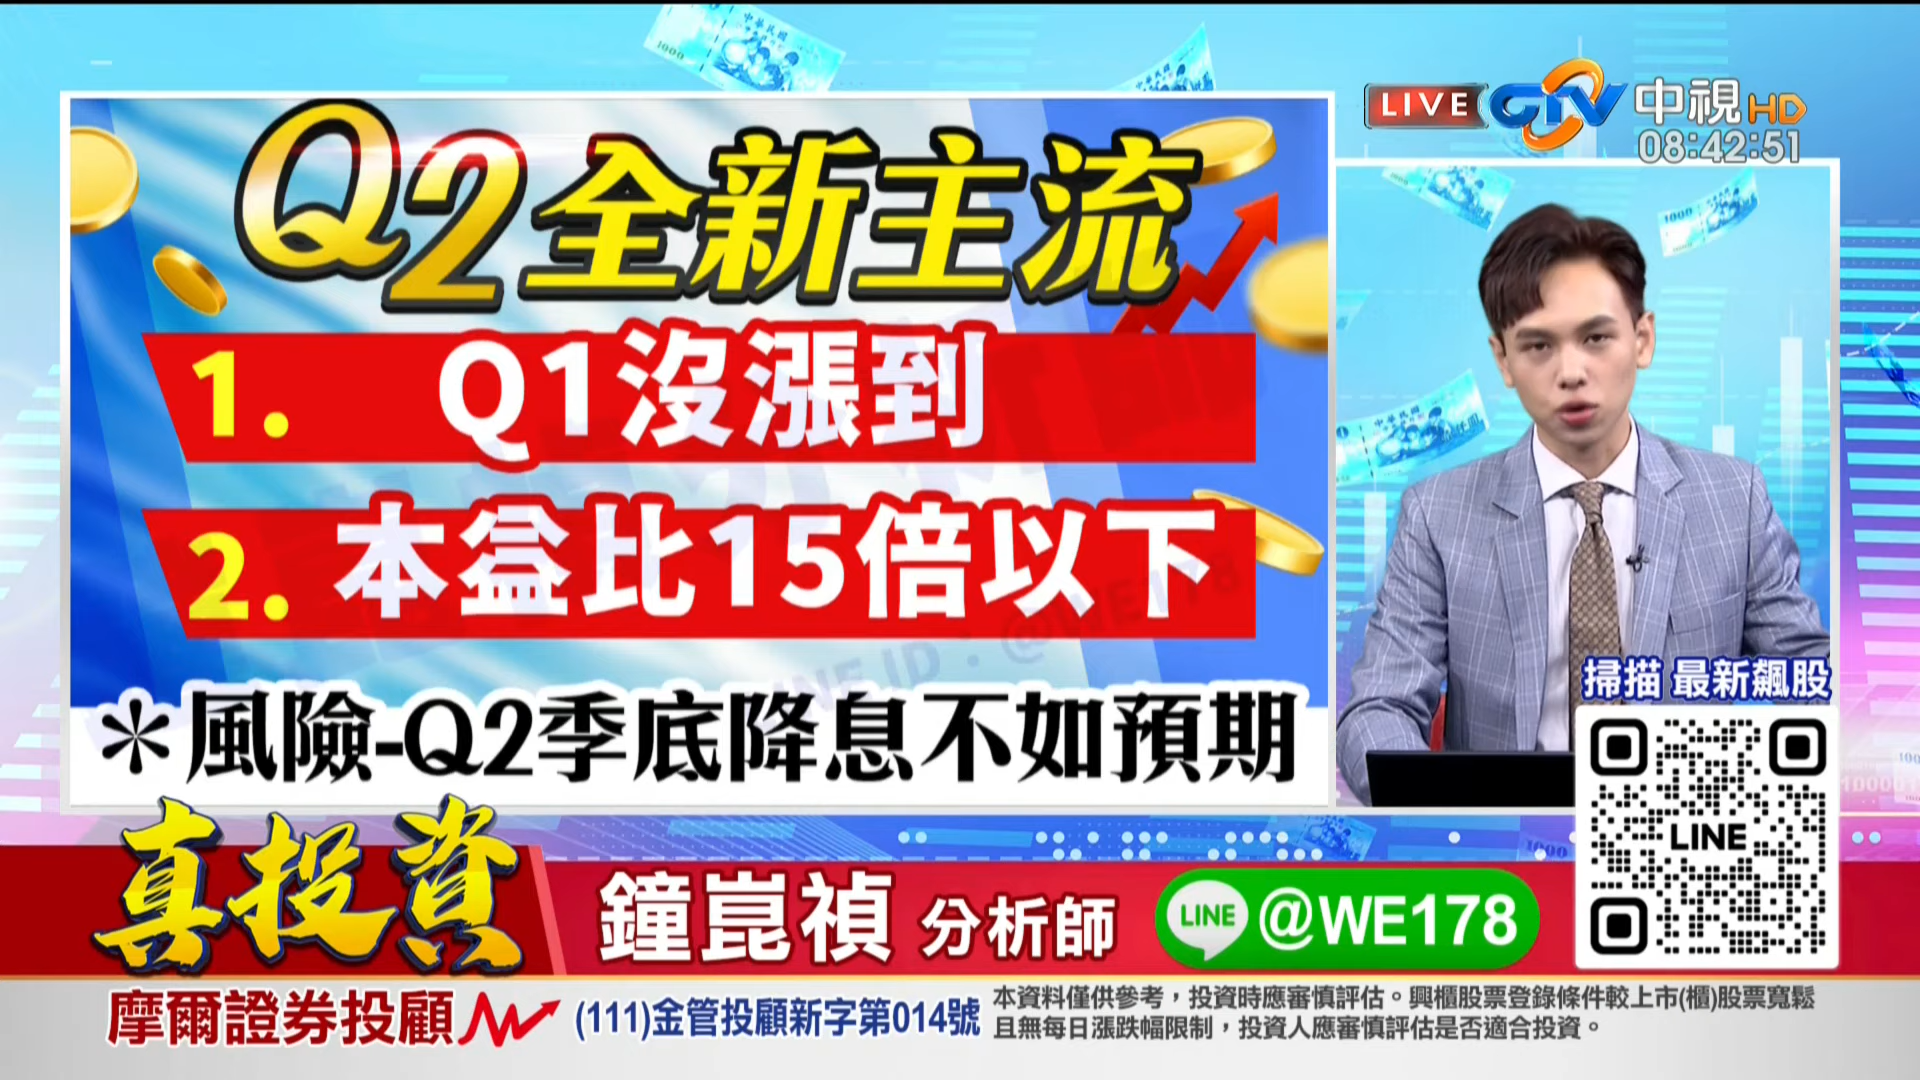 LIVE CTV 中視HD
08:42:51
Q2全新主流
1. Q1沒漲到
2. 本益比15倍以下
＊風險-Q2季底降息不如預期
LINE ID：@WE178
掃描 最新飆股
LINE
真投資
鐘崑禎 分析師
LINE @WE178
摩爾證券投顧
(111)金管投顧新字第014號
本資料僅供參考，投資時應審慎評估。興櫃股票登錄條件較上市(櫃)股票寬鬆
且無每日漲跌幅限制，投資人應審慎評估是否適合投資。